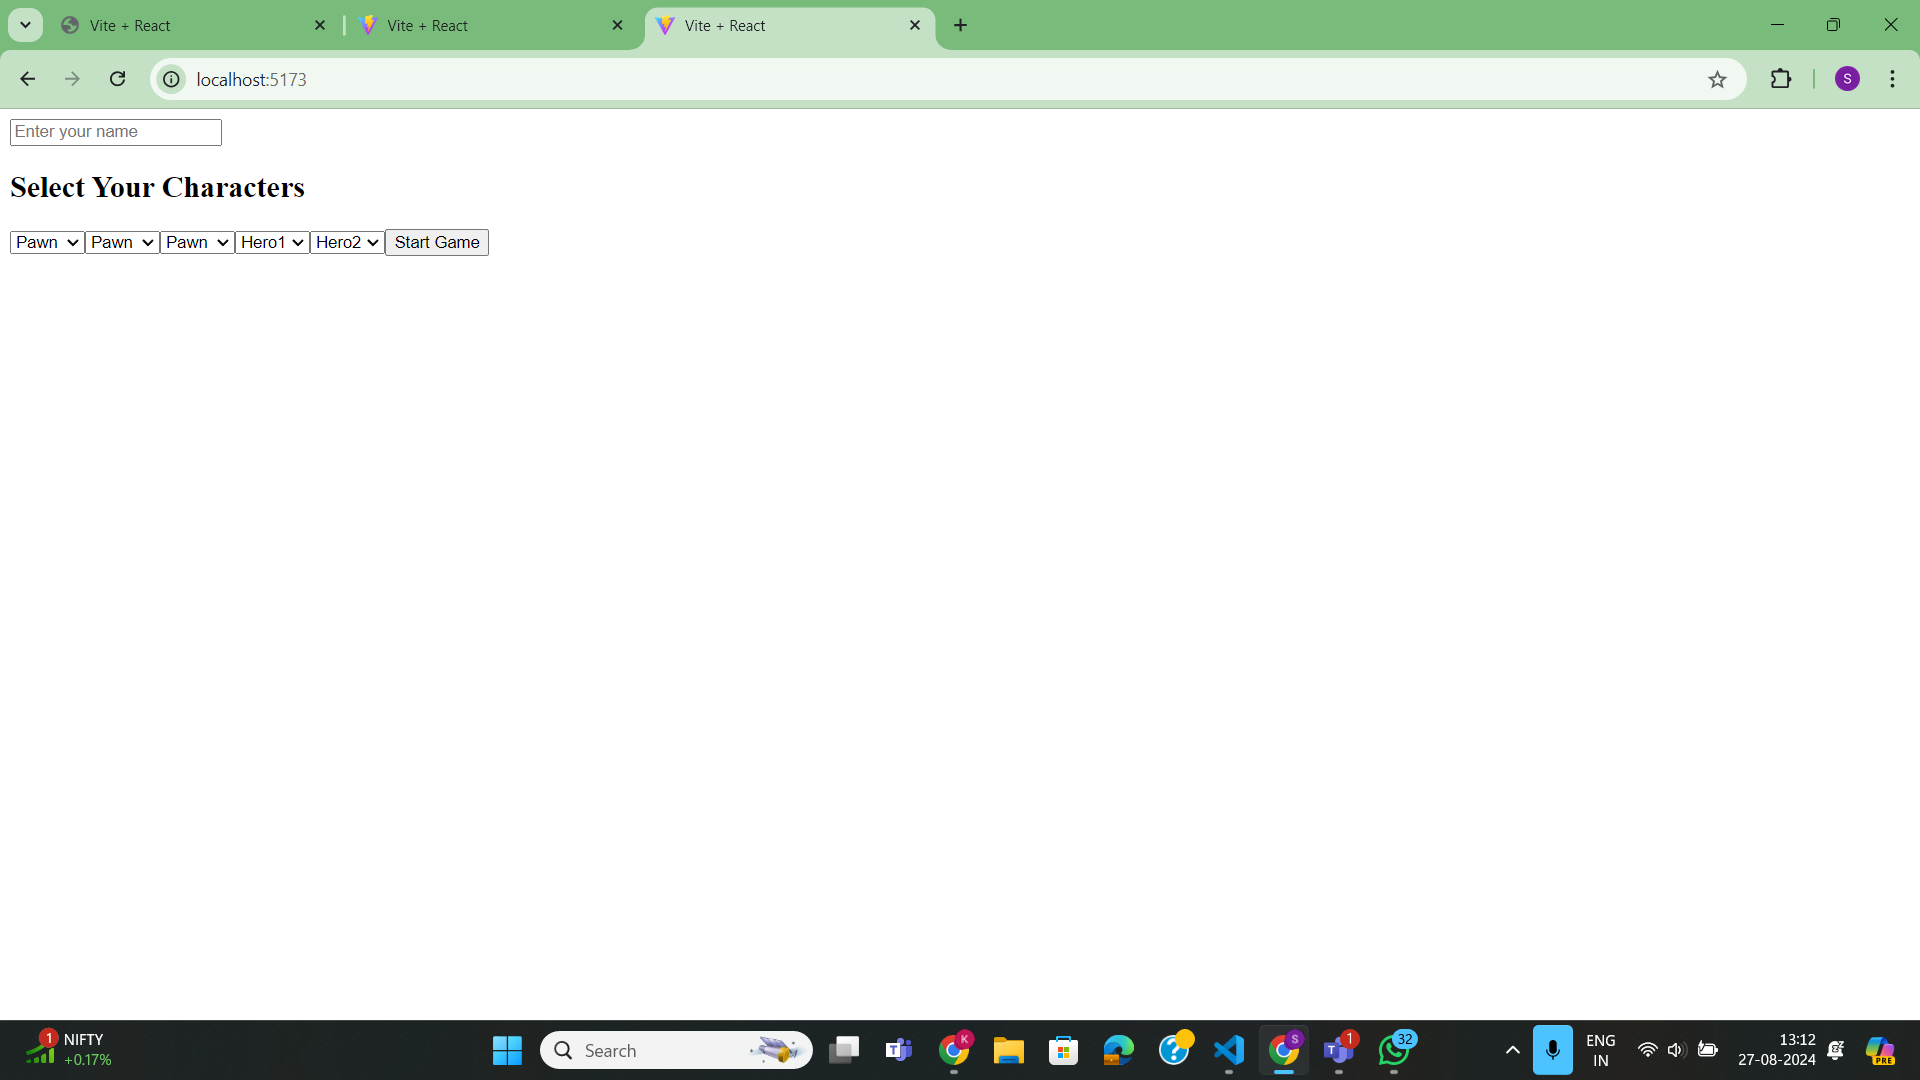 Vite + React
Vite + React
Vite + React
localhost:5173
S
Enter your name
Select Your Characters
Pawn Pawn Pawn Hero1 Hero2 Start Game
1 NIFTY
+0.17%
Search
T
K
S
T 1
32
ENG
IN
13:12
27-08-2024
PRE